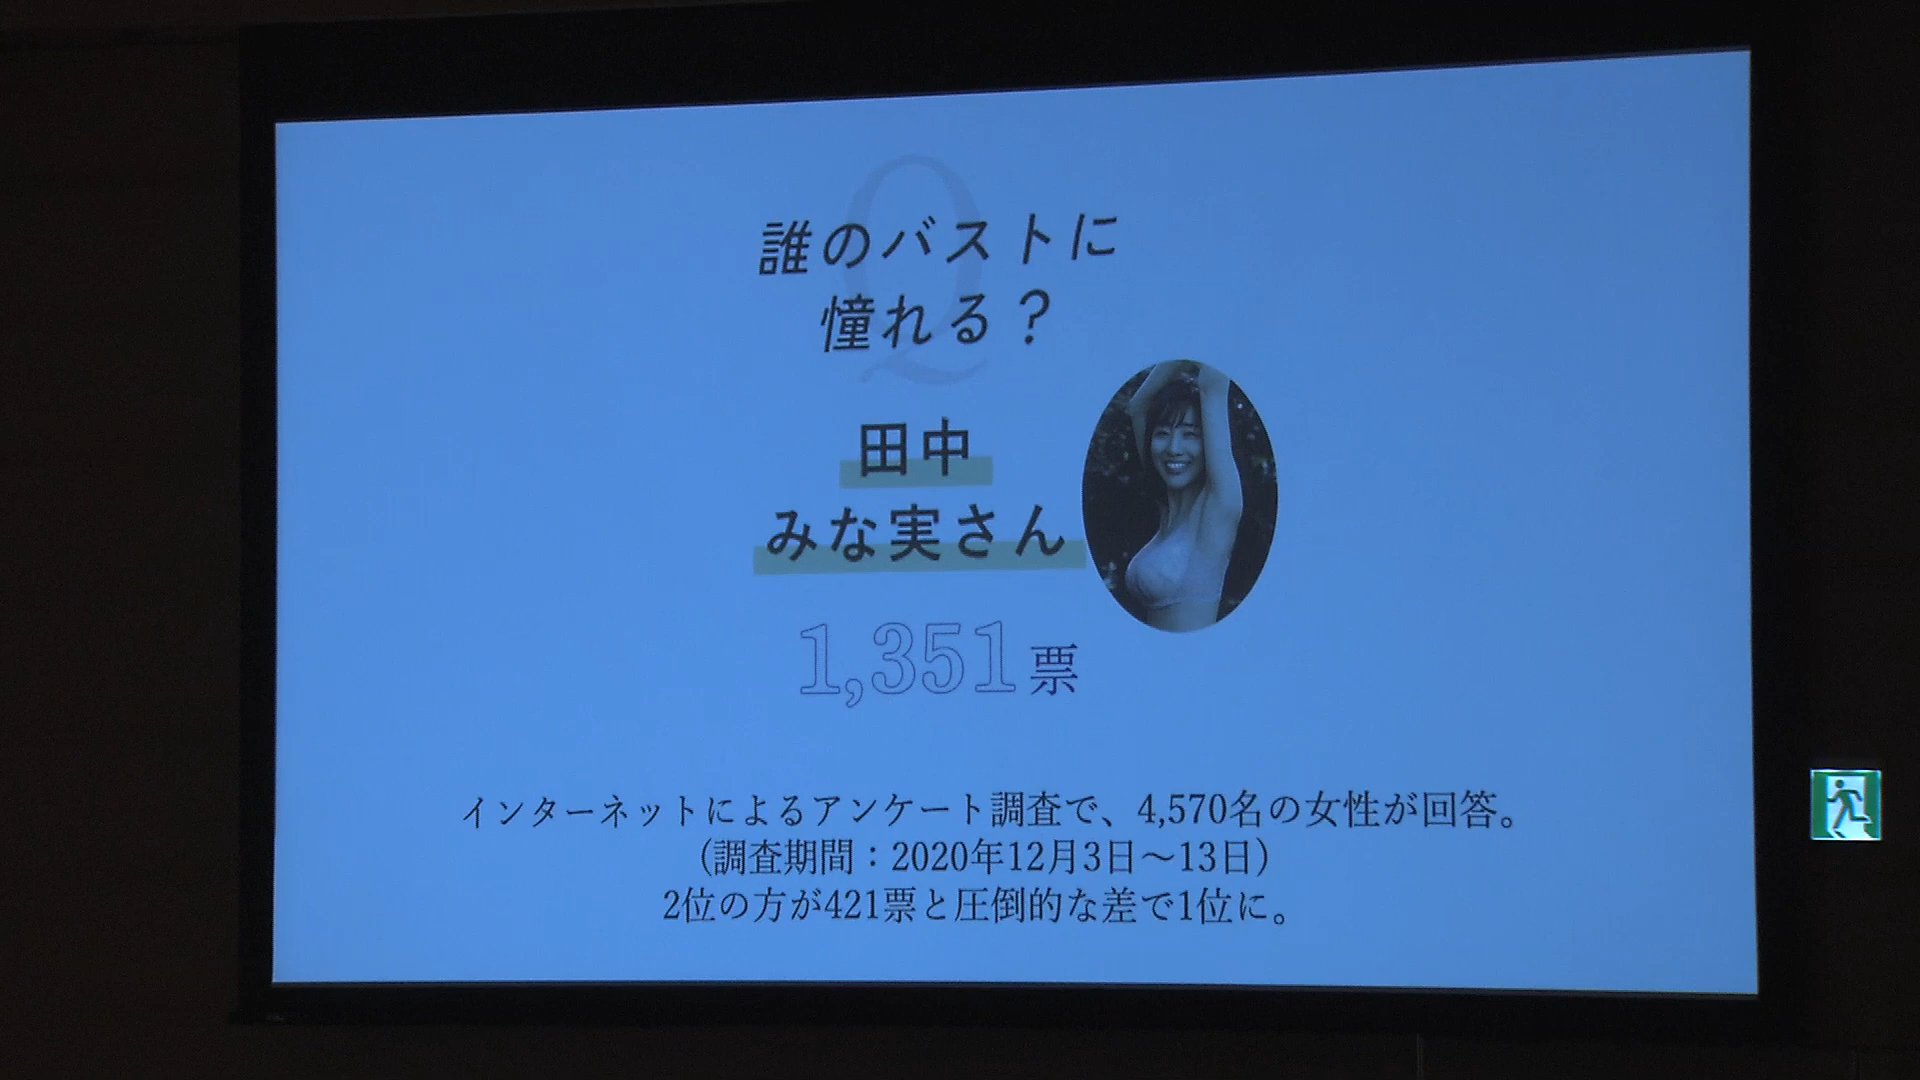 Q
誰のバストに
憧れる？
田中
みな実さん
1,351票
インターネットによるアンケート調査で、4,570名の女性が回答。
（調査期間：2020年12月3日～13日）
2位の方が421票と圧倒的な差で1位に。